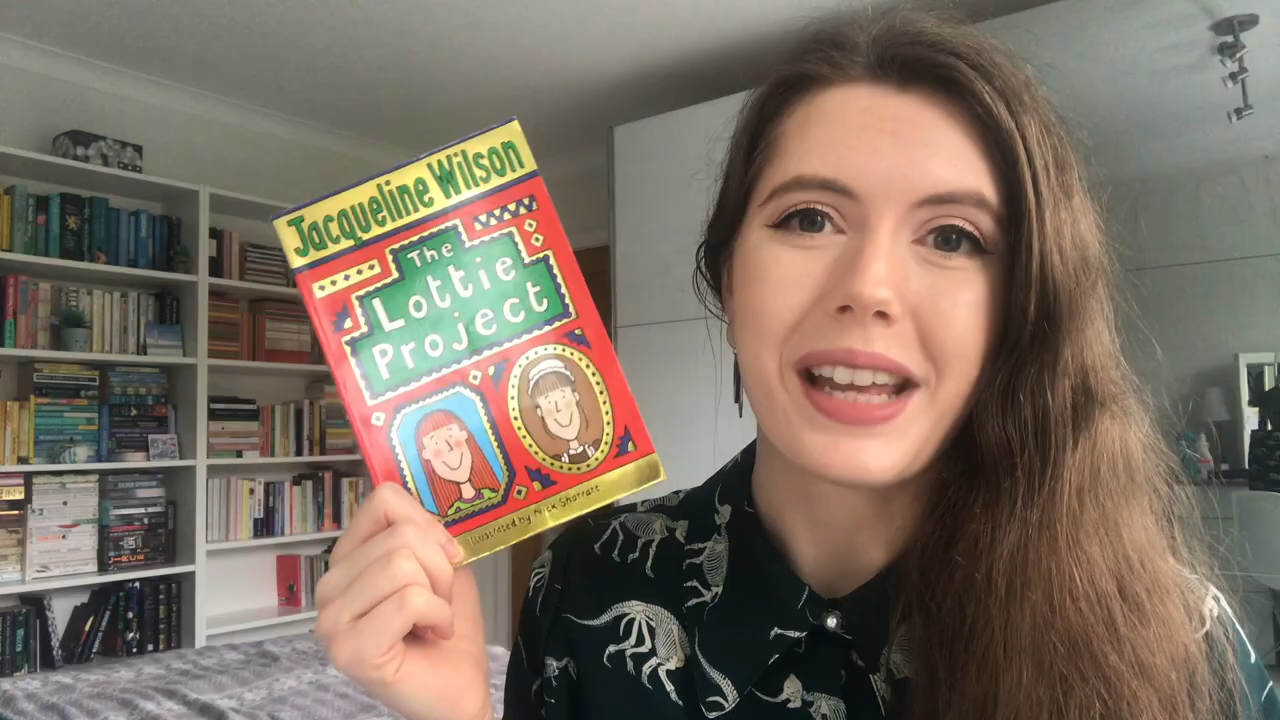 Jacqueline Wilson
The
Lottie
Project
Illustrated by Nick Sharratt